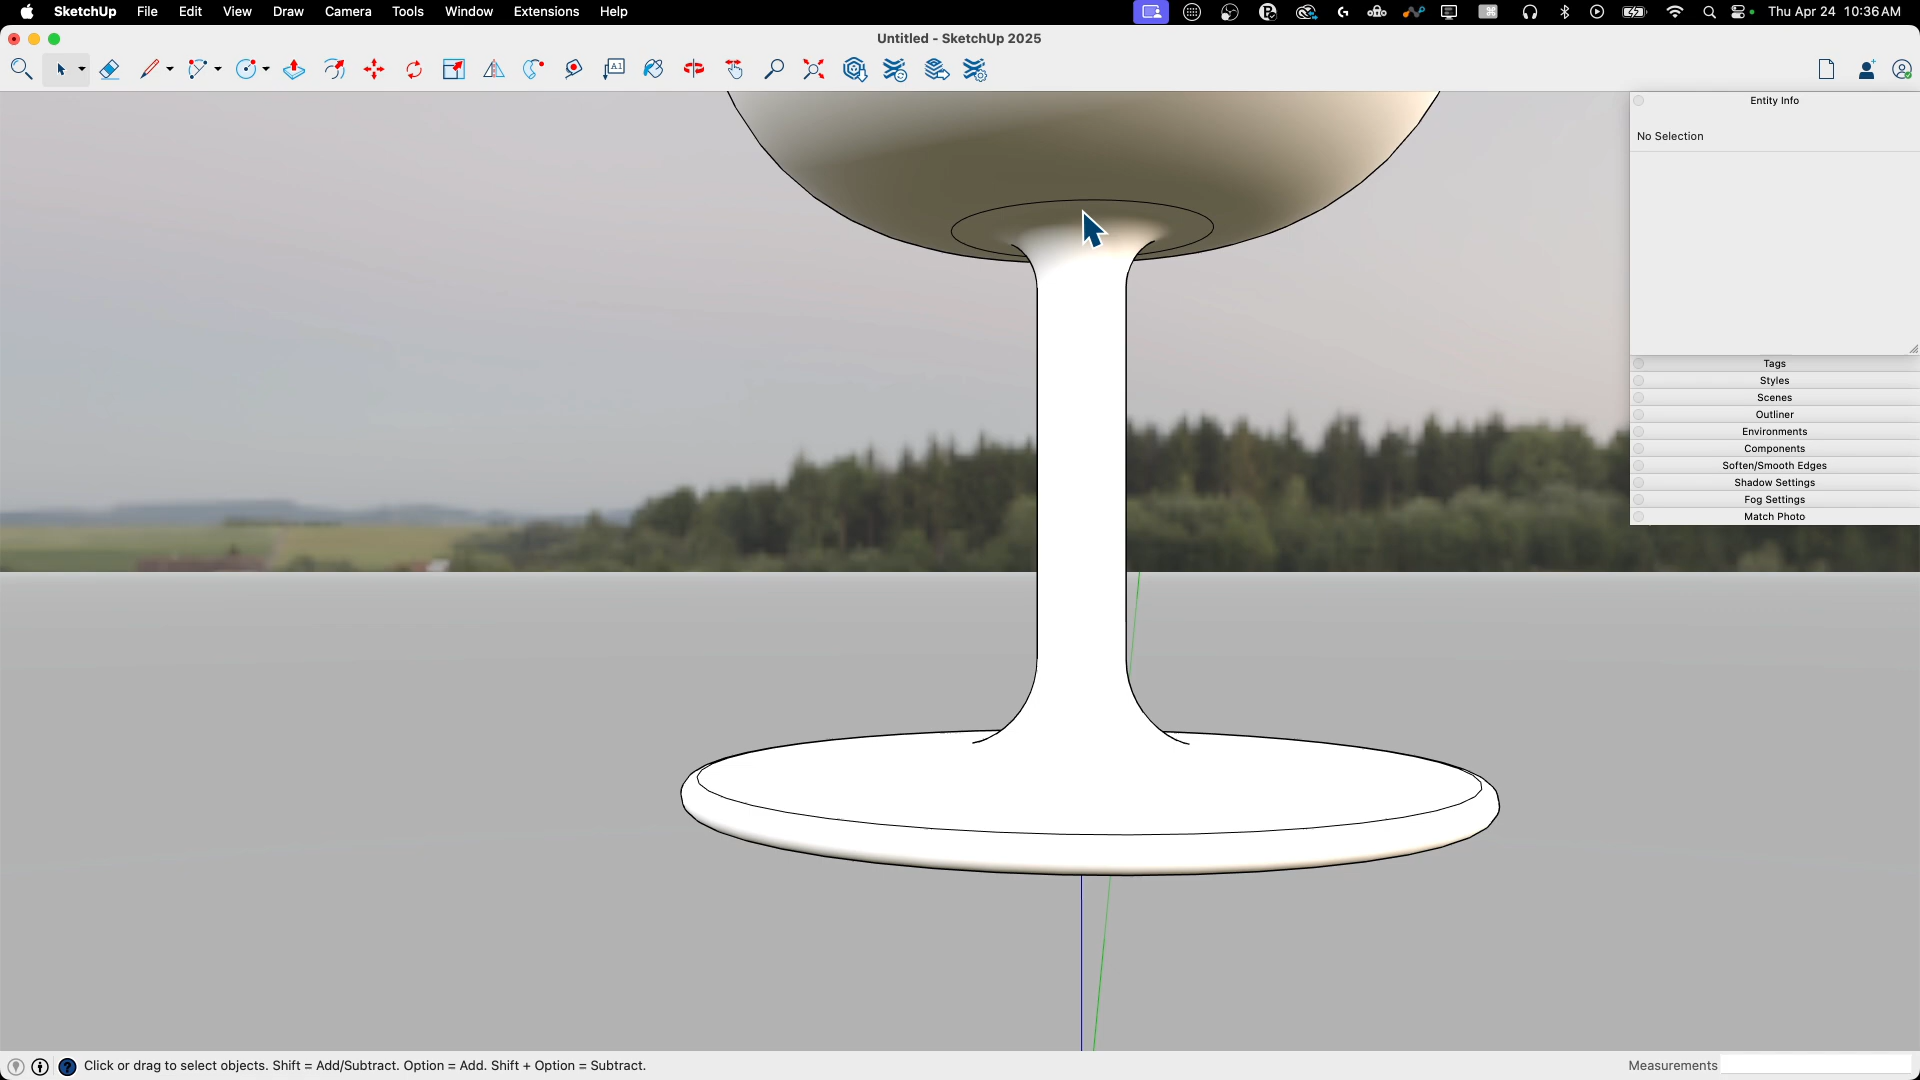 SketchUp File Edit View Draw Camera Tools Window Extensions Help Thu Apr 24 10:36 AM
Untitled - SketchUp 2025
A1
Entity Info
No Selection
Tags
Styles
Scenes
Outliner
Environments
Components
Soften/Smooth Edges
Shadow Settings
Fog Settings
Match Photo
Click or drag to select objects. Shift = Add/Subtract. Option = Add. Shift + Option = Subtract. Measurements